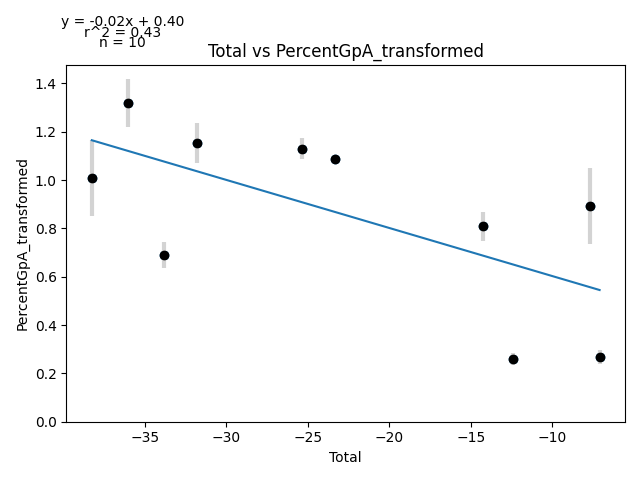 y = -0.02x + 0.40
r^2 = 0.43
n = 10
Total vs PercentGpA_transformed
PercentGpA_transformed
1.4
1.2
1.0
0.8
0.6
0.4
0.2
0.0
−35
−30
−25
−20
−15
−10
Total